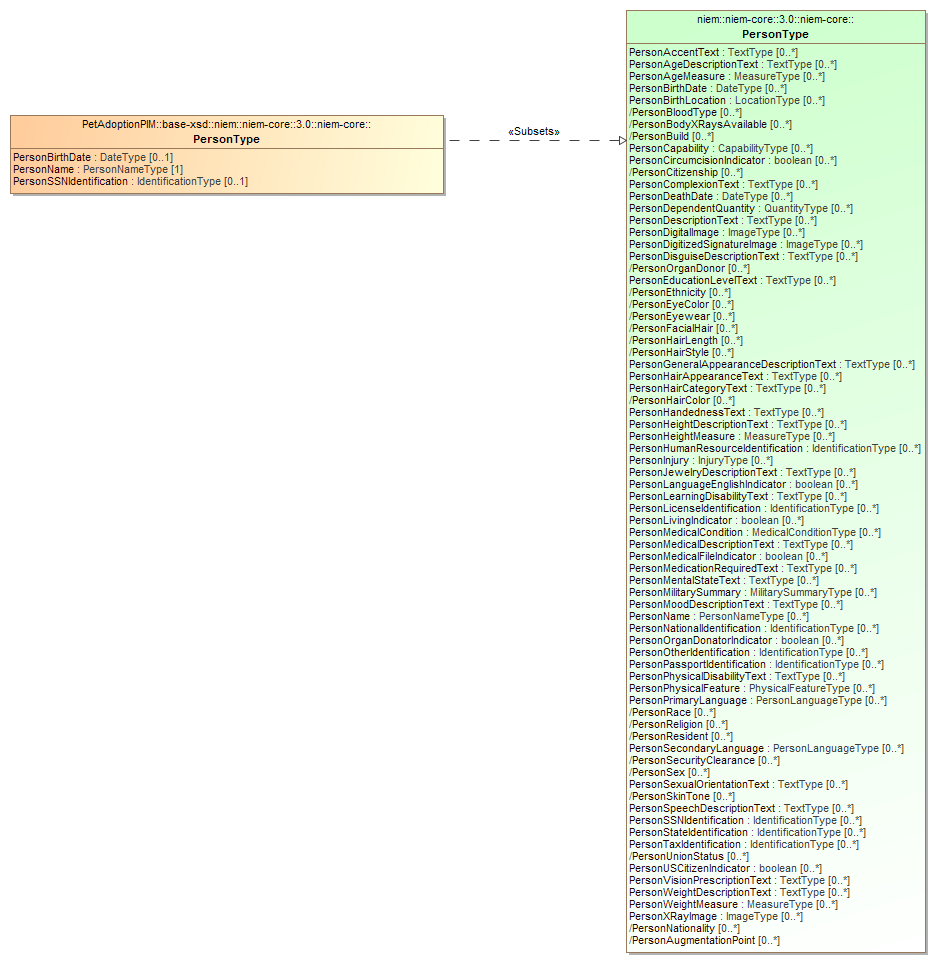 PetAdoptionPIM::base-xsd::niem::niem-core::3.0::niem-core::
PersonType
PersonBirthDate : DateType [0..1]
PersonName : PersonNameType [1]
PersonSSNIdentification : IdentificationType [0..1]
«Subsets»
niem::niem-core::3.0::niem-core::
PersonType
PersonAccentText : TextType [0..*]
PersonAgeDescriptionText : TextType [0..*]
PersonAgeMeasure : MeasureType [0..*]
PersonBirthDate : DateType [0..*]
PersonBirthLocation : LocationType [0..*]
/PersonBloodType [0..*]
/PersonBodyXRaysAvailable [0..*]
/PersonBuild [0..*]
PersonCapability : CapabilityType [0..*]
PersonCircumcisionIndicator : boolean [0..*]
/PersonCitizenship [0..*]
PersonComplexionText : TextType [0..*]
PersonDeathDate : DateType [0..*]
PersonDependentQuantity : QuantityType [0..*]
PersonDescriptionText : TextType [0..*]
PersonDigitalImage : ImageType [0..*]
PersonDigitizedSignatureImage : ImageType [0..*]
PersonDisguiseDescriptionText : TextType [0..*]
/PersonOrganDonor [0..*]
PersonEducationLevelText : TextType [0..*]
/PersonEthnicity [0..*]
/PersonEyeColor [0..*]
/PersonEyewear [0..*]
/PersonFacialHair [0..*]
/PersonHairLength [0..*]
/PersonHairStyle [0..*]
PersonGeneralAppearanceDescriptionText : TextType [0..*]
PersonHairAppearanceText : TextType [0..*]
PersonHairCategoryText : TextType [0..*]
/PersonHairColor [0..*]
PersonHandednessText : TextType [0..*]
PersonHeightDescriptionText : TextType [0..*]
PersonHeightMeasure : MeasureType [0..*]
PersonHumanResourceIdentification : IdentificationType [0..*]
PersonInjury : InjuryType [0..*]
PersonJewelryDescriptionText : TextType [0..*]
PersonLanguageEnglishIndicator : boolean [0..*]
PersonLearningDisabilityText : TextType [0..*]
PersonLicenseIdentification : IdentificationType [0..*]
PersonLivingIndicator : boolean [0..*]
PersonMedicalCondition : MedicalConditionType [0..*]
PersonMedicalDescriptionText : TextType [0..*]
PersonMedicalFileIndicator : boolean [0..*]
PersonMedicationRequiredText : TextType [0..*]
PersonMentalStateText : TextType [0..*]
PersonMilitarySummary : MilitarySummaryType [0..*]
PersonMoodDescriptionText : TextType [0..*]
PersonName : PersonNameType [0..*]
PersonNationalIdentification : IdentificationType [0..*]
PersonOrganDonatorIndicator : boolean [0..*]
PersonOtherIdentification : IdentificationType [0..*]
PersonPassportIdentification : IdentificationType [0..*]
PersonPhysicalDisabilityText : TextType [0..*]
PersonPhysicalFeature : PhysicalFeatureType [0..*]
PersonPrimaryLanguage : PersonLanguageType [0..*]
/PersonRace [0..*]
/PersonReligion [0..*]
/PersonResident [0..*]
PersonSecondaryLanguage : PersonLanguageType [0..*]
/PersonSecurityClearance [0..*]
/PersonSex [0..*]
PersonSexualOrientationText : TextType [0..*]
/PersonSkinTone [0..*]
PersonSpeechDescriptionText : TextType [0..*]
PersonSSNIdentification : IdentificationType [0..*]
PersonStateIdentification : IdentificationType [0..*]
PersonTaxIdentification : IdentificationType [0..*]
/PersonUnionStatus [0..*]
PersonUSCitizenIndicator : boolean [0..*]
PersonVisionPrescriptionText : TextType [0..*]
PersonWeightDescriptionText : TextType [0..*]
PersonWeightMeasure : MeasureType [0..*]
PersonXRayImage : ImageType [0..*]
/PersonNationality [0..*]
/PersonAugmentationPoint [0..*]